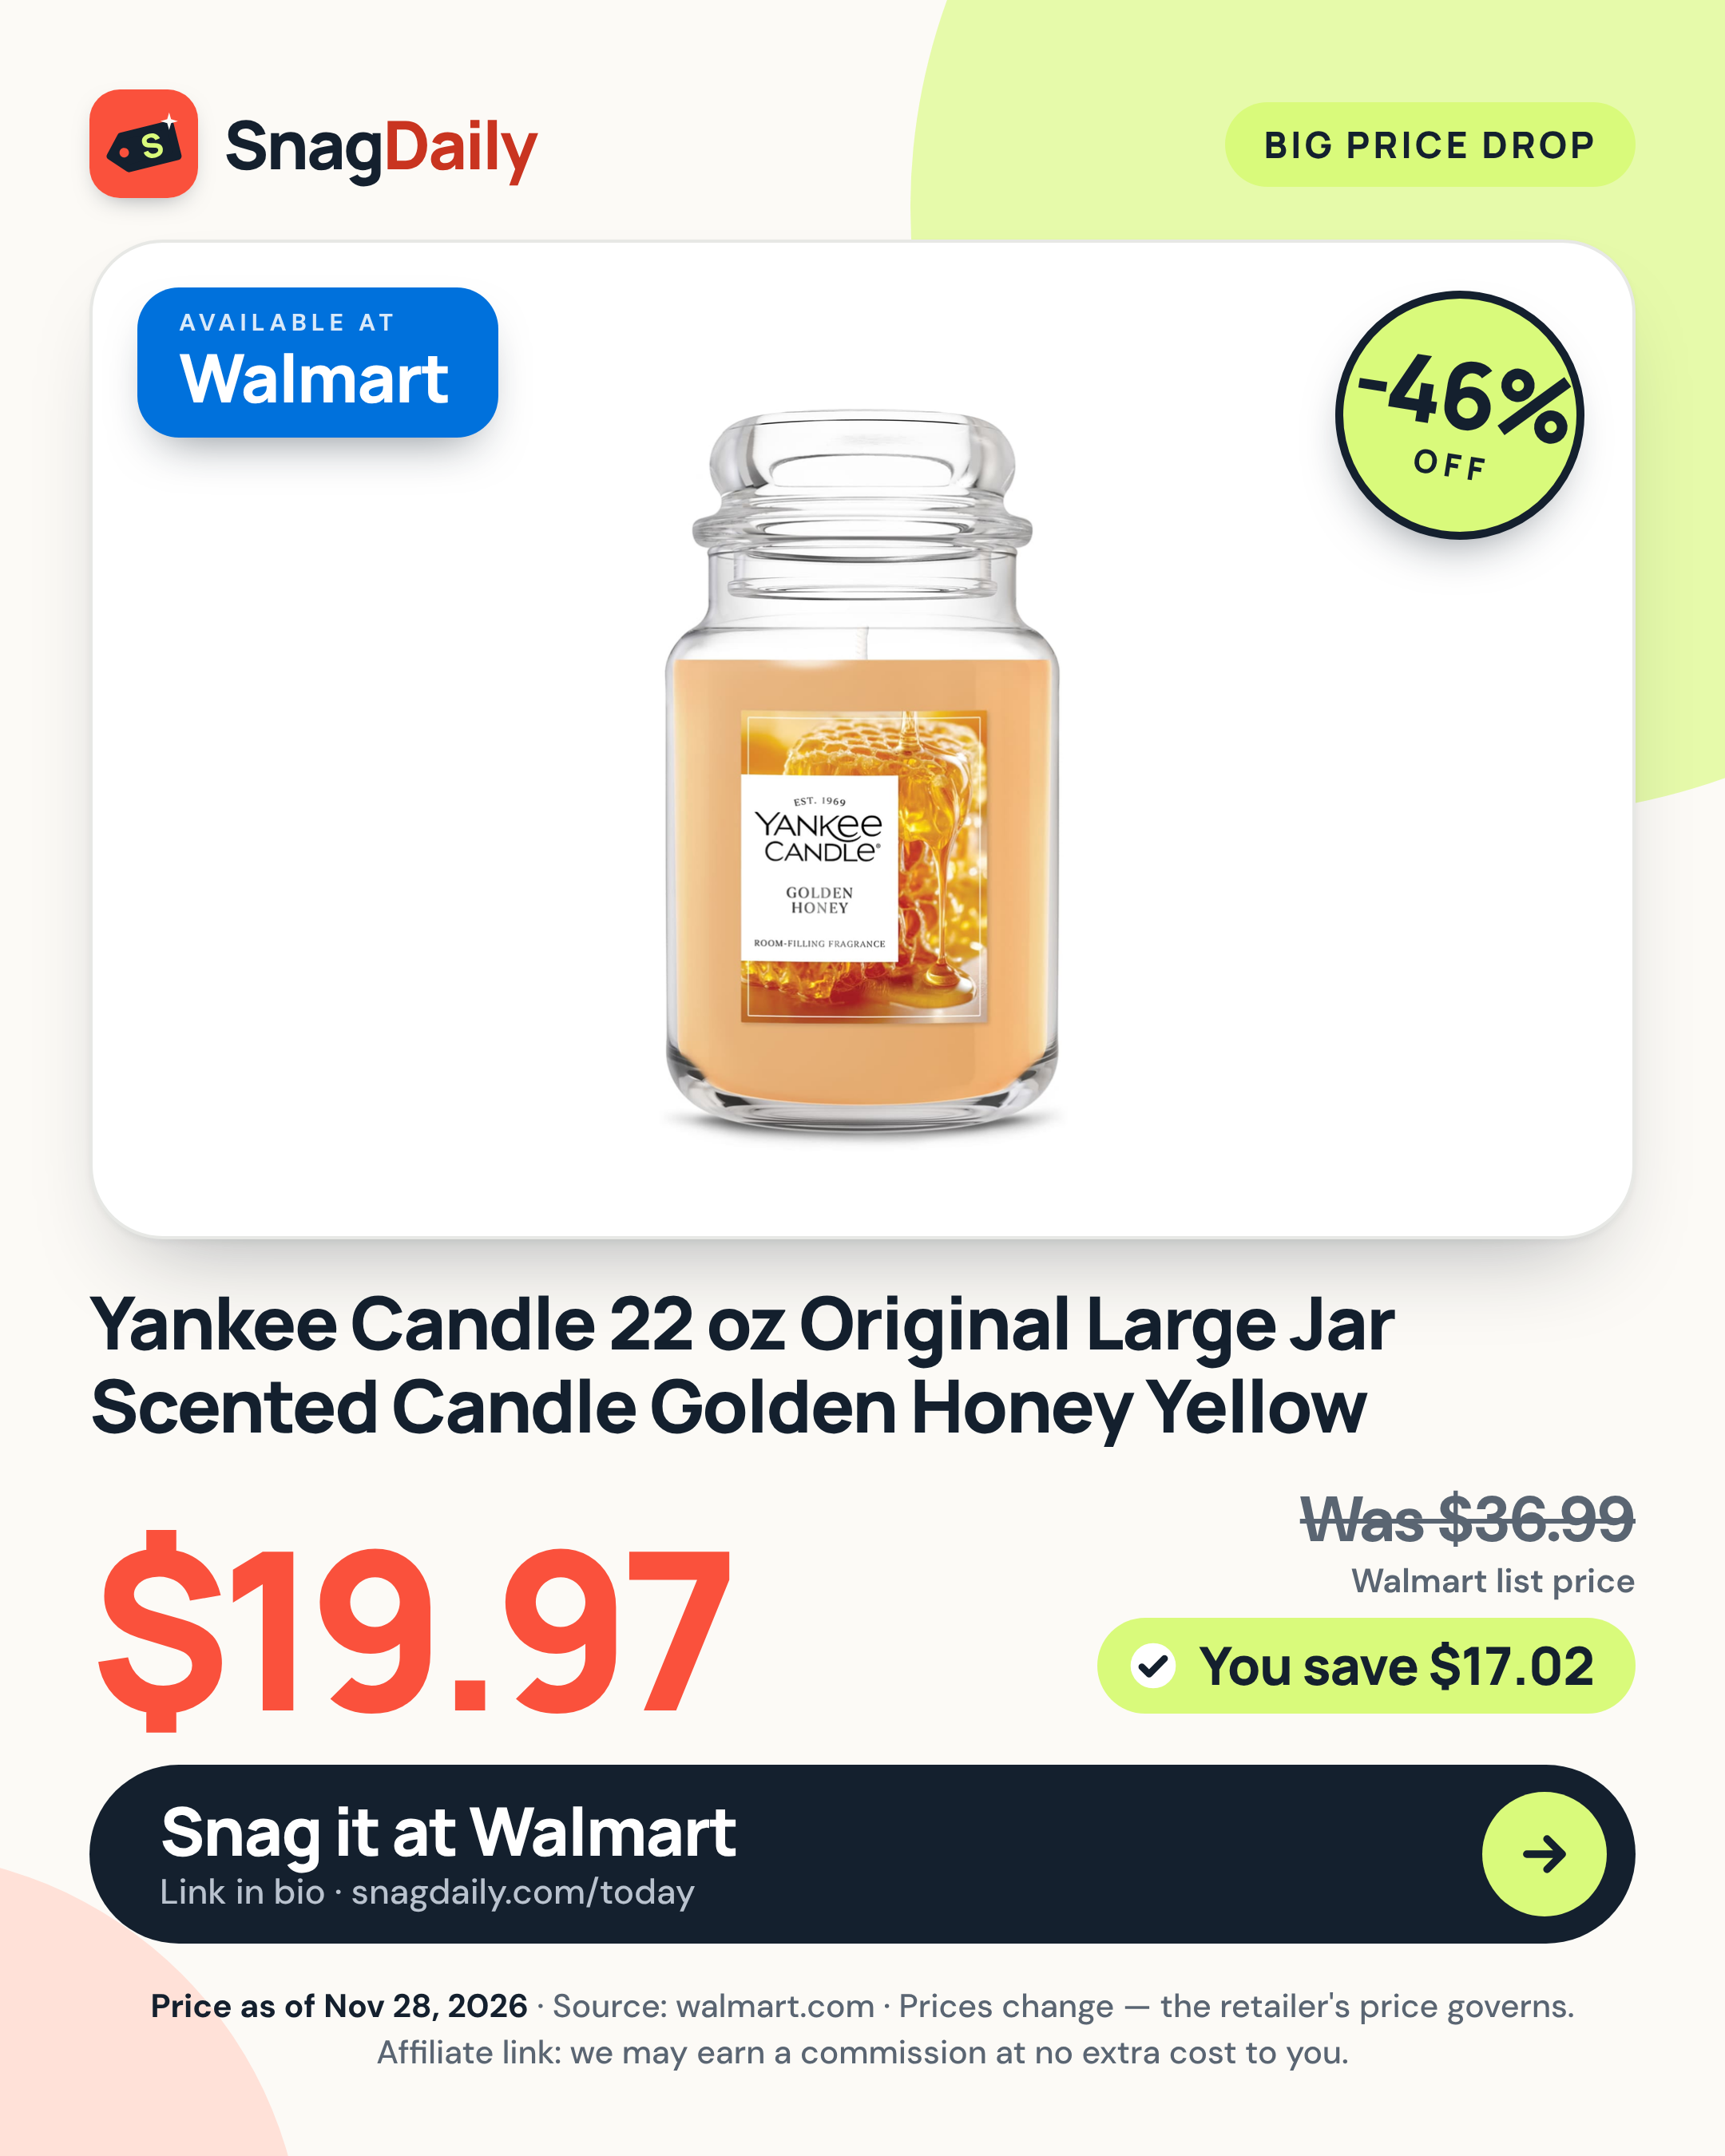 S
SnagDaily
BIG PRICE DROP
AVAILABLE AT
Walmart
-46%
OFF
EST. 1969
YANKEE
CANDLE®
GOLDEN
HONEY
ROOM-FILLING FRAGRANCE
Yankee Candle 22 oz Original Large Jar
Scented Candle Golden Honey Yellow
$19.97
Was $36.99
Walmart list price
You save $17.02
Snag it at Walmart
Link in bio · snagdaily.com/today
Price as of Nov 28, 2026 · Source: walmart.com · Prices change — the retailer's price governs.
Affiliate link: we may earn a commission at no extra cost to you.